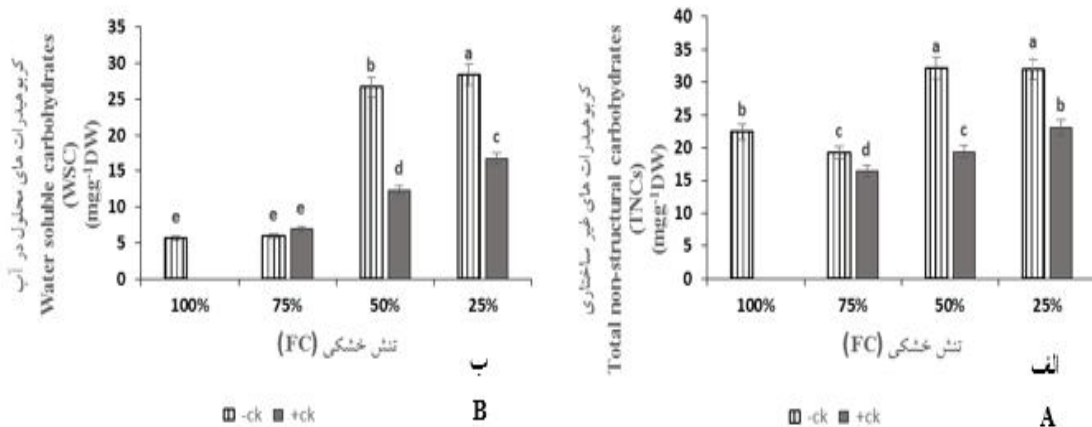 کربوهیدرات های محلول در آب
Water soluble carbohydrates
(WSC)
(mgg⁻¹DW)
35
30
25
20
15
10
5
0
e
e
e
b
d
a
c
100%
75%
50%
25%
تنش خشکی (FC)
ب
B
-ck
+ck
کربوهیدرات های غیر ساختاری
Total non-structural carbohydrates
(TNCs)
(mgg⁻¹DW)
40
35
30
25
20
15
10
5
0
b
c
d
a
c
a
b
100%
75%
50%
25%
تنش خشکی (FC)
الف
A
-ck
+ck